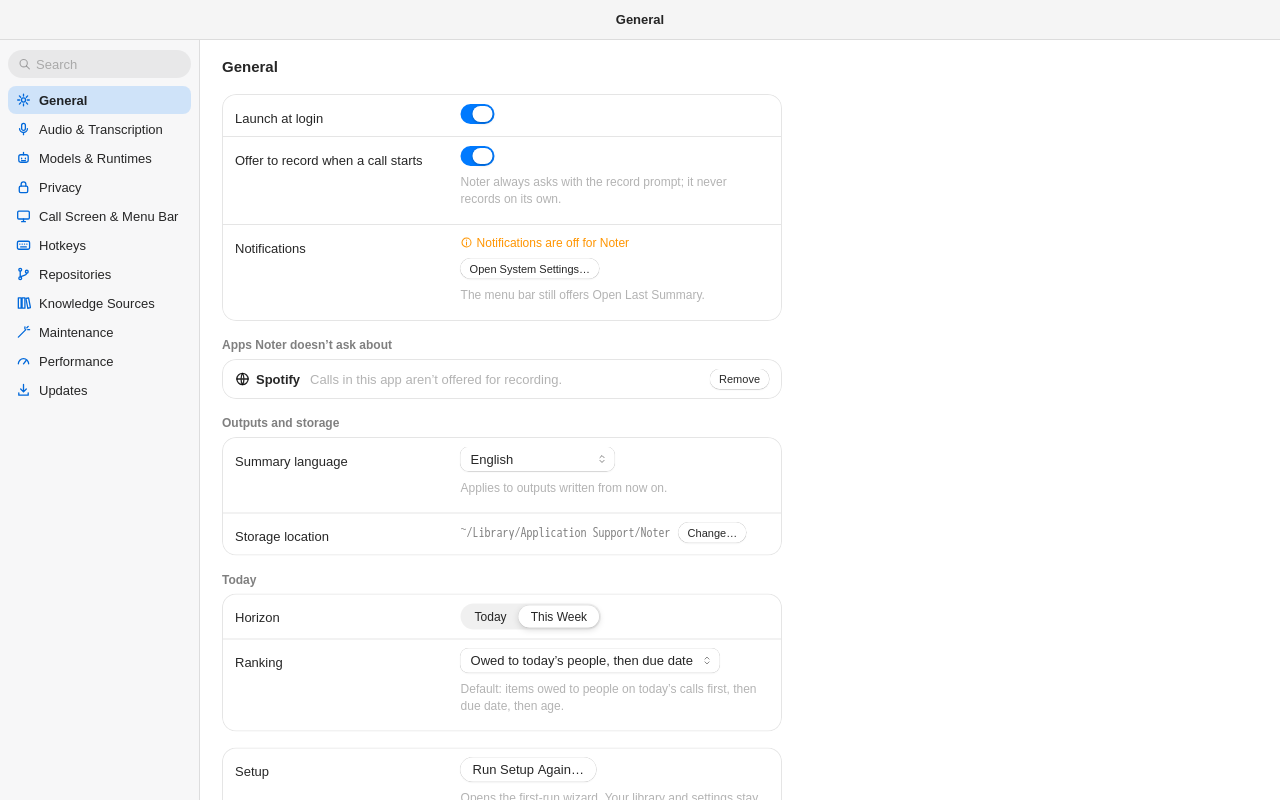 General
Search
General
Audio & Transcription
Models & Runtimes
Privacy
Call Screen & Menu Bar
Hotkeys
Repositories
Knowledge Sources
Maintenance
Performance
Updates
General
Launch at login
Offer to record when a call starts
Noter always asks with the record prompt; it never
records on its own.
Notifications
Notifications are off for Noter
Open System Settings…
The menu bar still offers Open Last Summary.
Apps Noter doesn’t ask about
Spotify Calls in this app aren’t offered for recording. Remove
Outputs and storage
Summary language English
Applies to outputs written from now on.
Storage location ~/Library/Application Support/Noter Change…
Today
Horizon Today This Week
Ranking Owed to today’s people, then due date
Default: items owed to people on today’s calls first, then
due date, then age.
Setup Run Setup Again…
Opens the first-run wizard. Your library and settings stay